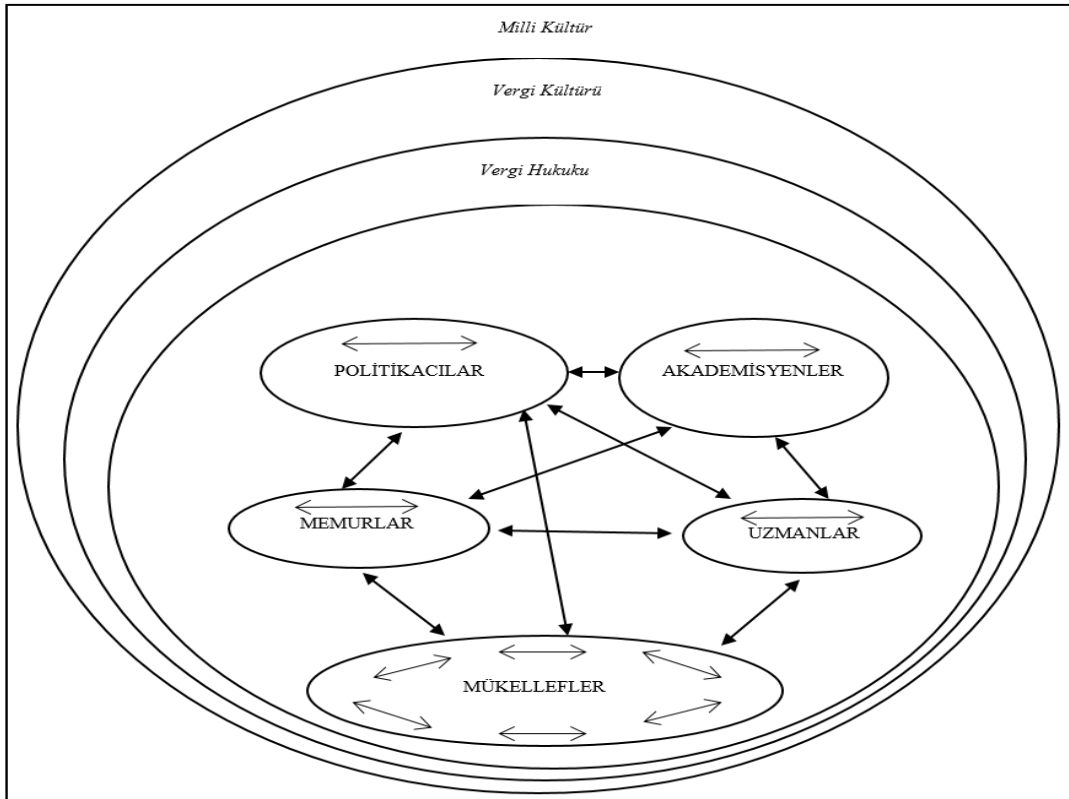 Milli Kültür
Vergi Kültürü
Vergi Hukuku
POLİTİKACILAR
AKADEMİSYENLER
MEMURLAR
UZMANLAR
MÜKELLEFLER